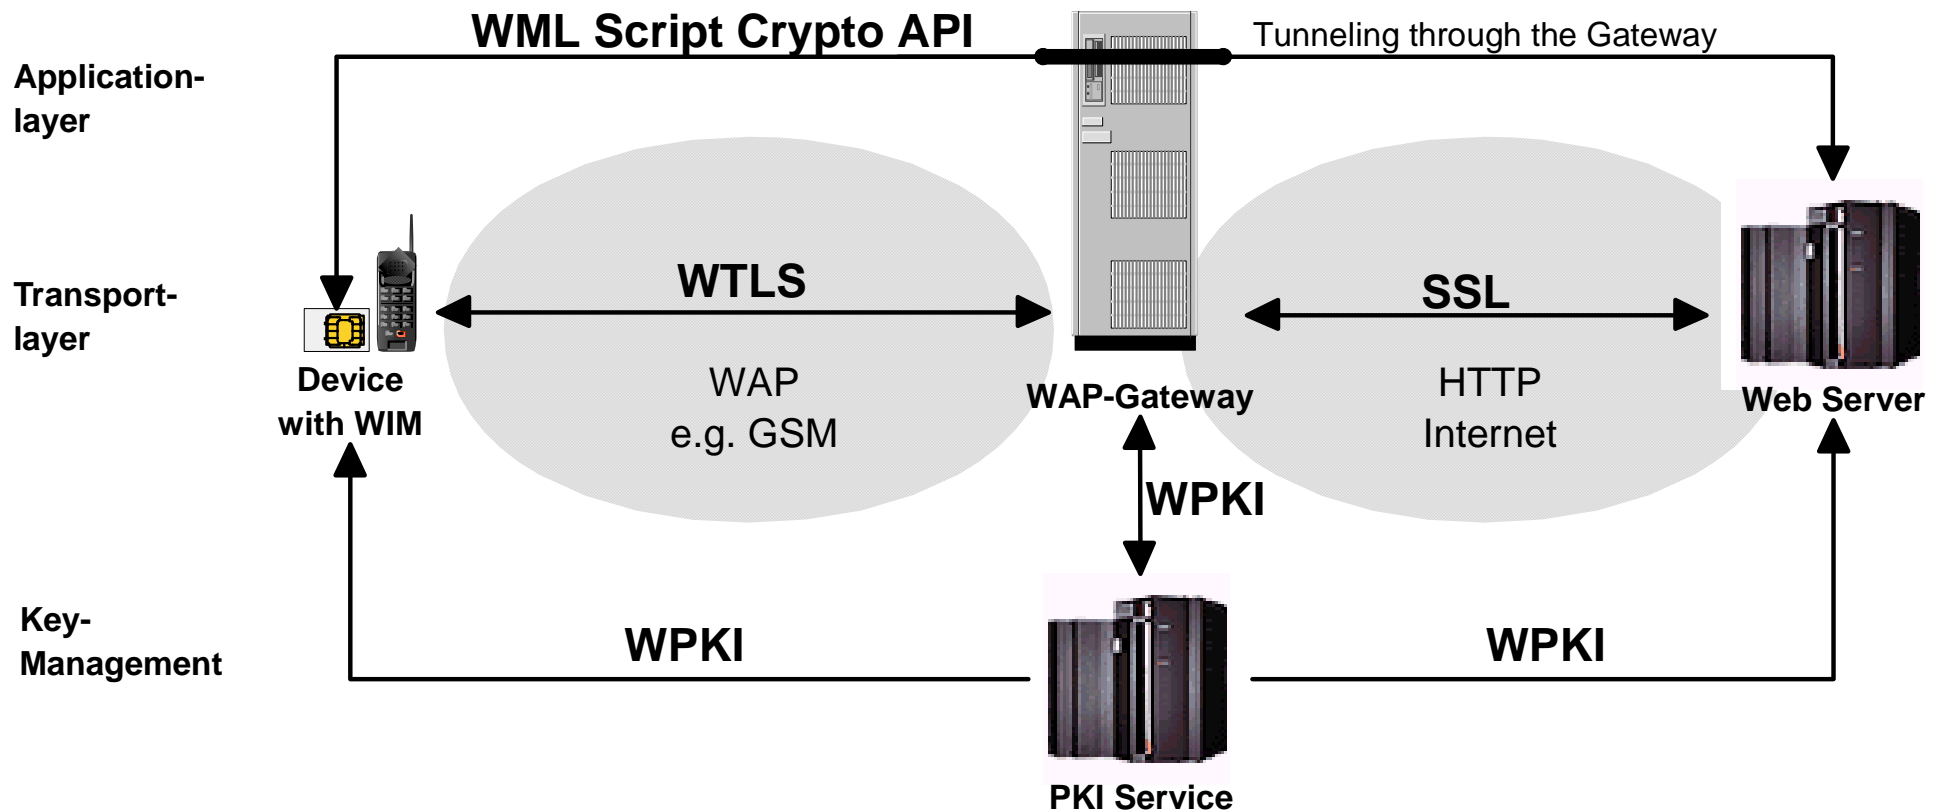 WML Script Crypto API
Tunneling through the Gateway
Application-
layer
WTLS
SSL
Transport-
layer
Device
with WIM
WAP
e.g. GSM
WAP-Gateway
HTTP
Internet
Web Server
WPKI
Key-
Management
WPKI
WPKI
PKI Service